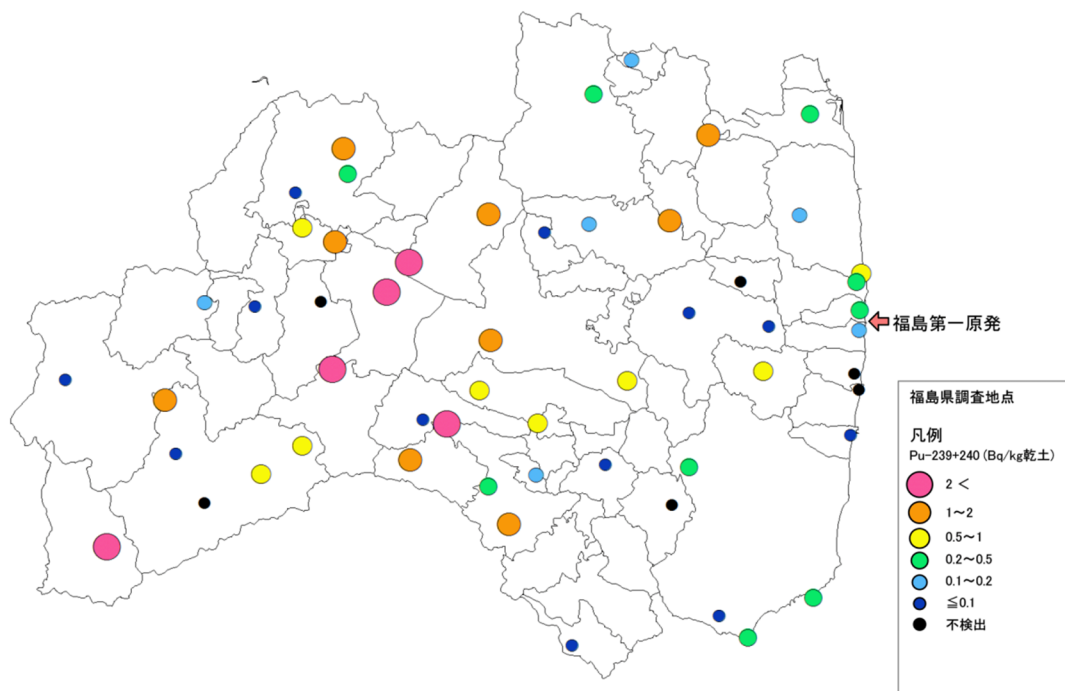 福島第一原発
福島県調査地点
凡例
Pu-239+240 (Bq/kg乾土)
2 <
1~2
0.5~1
0.2~0.5
0.1~0.2
≦0.1
不検出